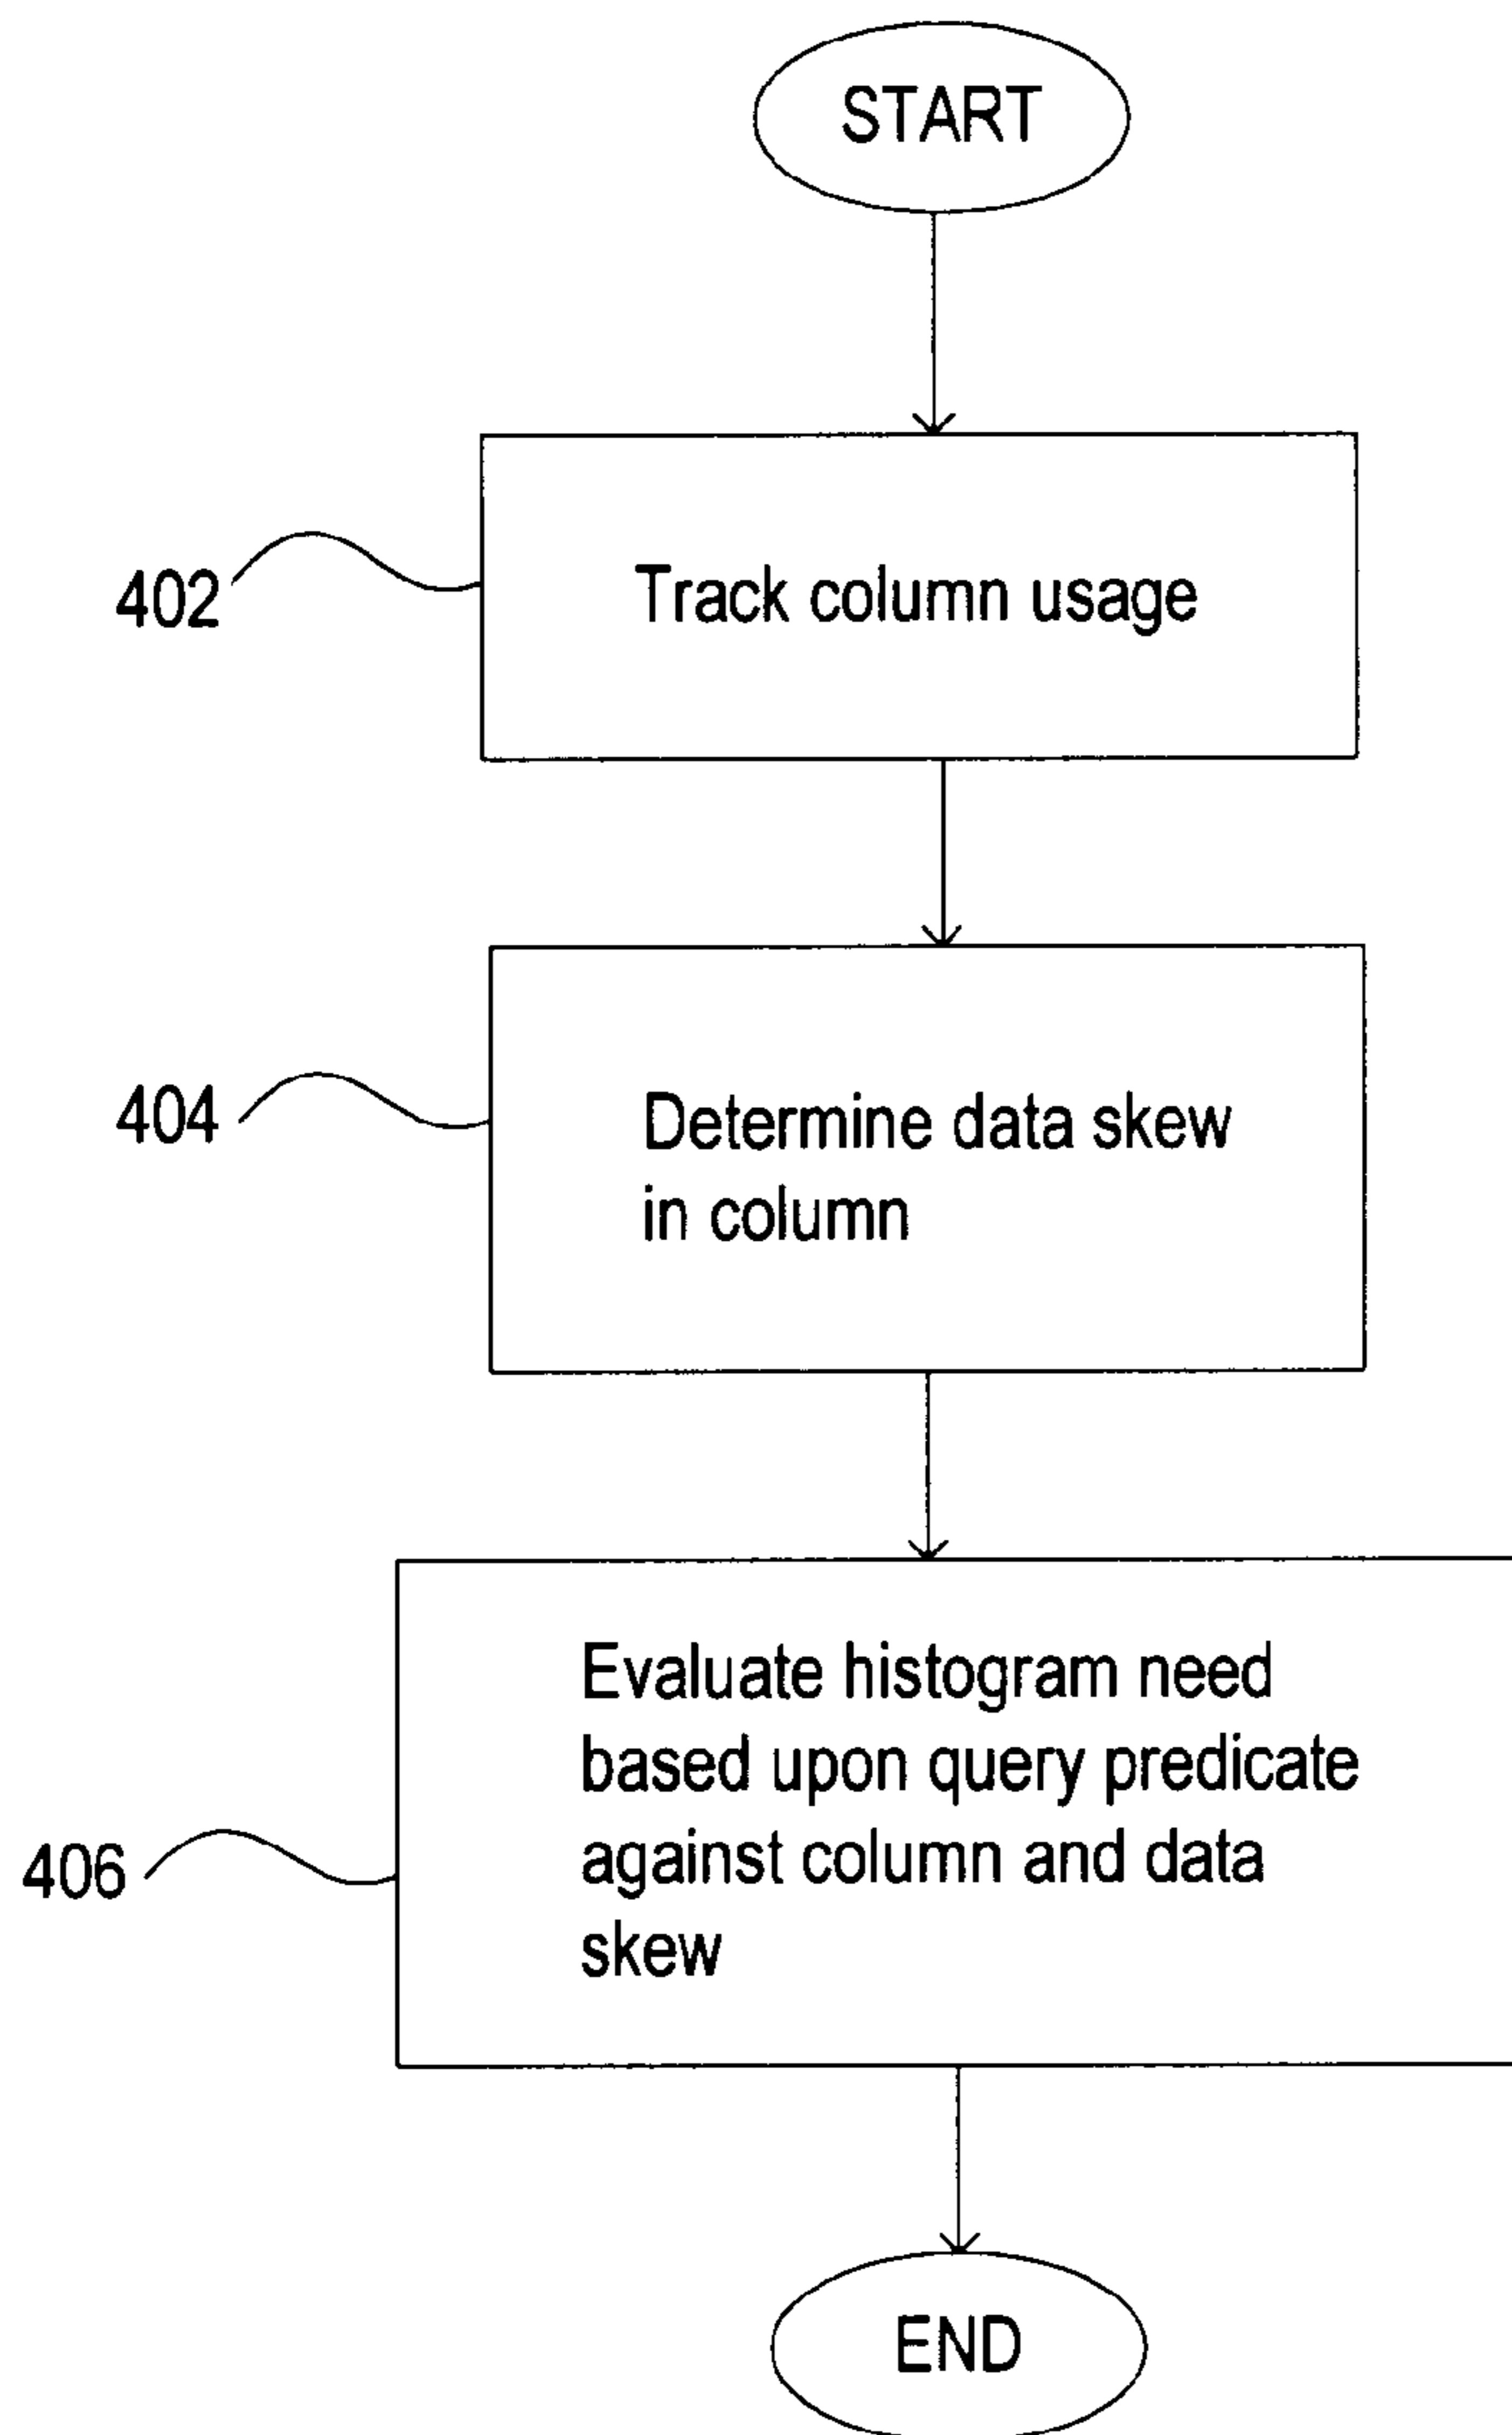 START
402
Track column usage
404
Determine data skew
in column
Evaluate histogram need
based upon query predicate
against column and data
skew
406
END